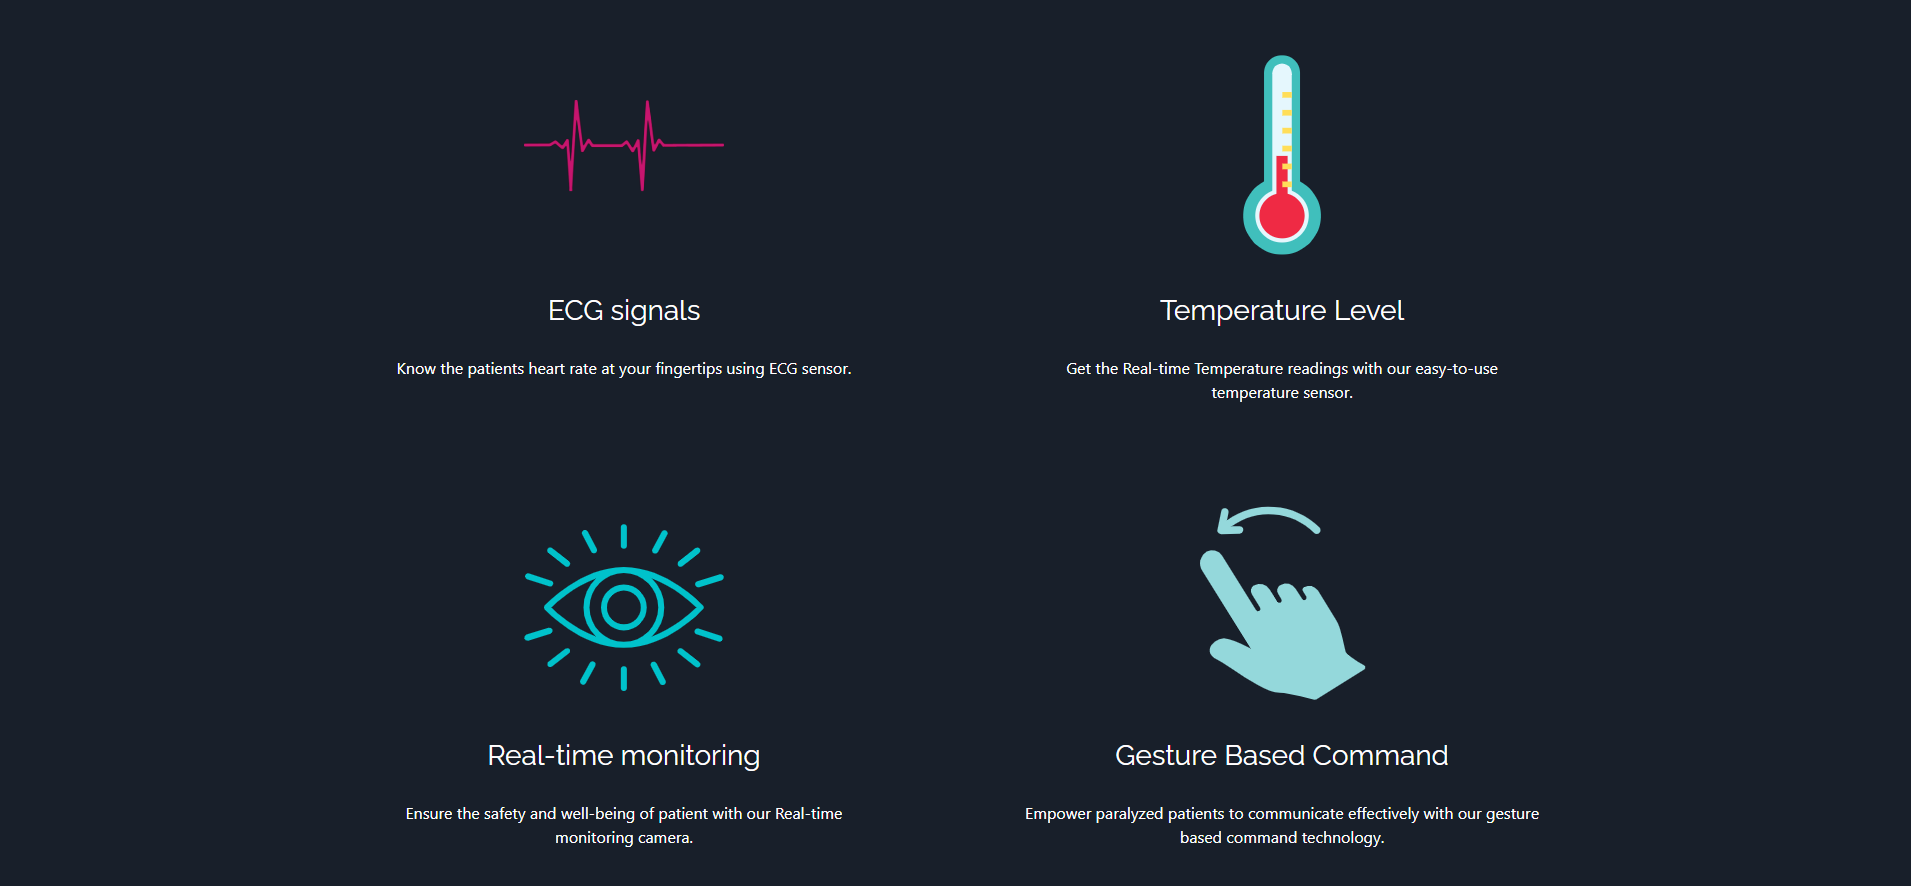 ECG signals
Know the patients heart rate at your fingertips using ECG sensor.
Temperature Level
Get the Real-time Temperature readings with our easy-to-use
temperature sensor.
Real-time monitoring
Ensure the safety and well-being of patient with our Real-time
monitoring camera.
Gesture Based Command
Empower paralyzed patients to communicate effectively with our gesture
based command technology.